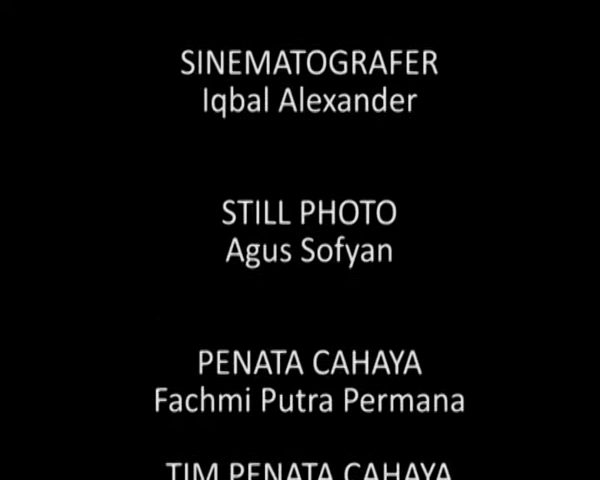 SINEMATOGRAFER
Iqbal Alexander
STILL PHOTO
Agus Sofyan
PENATA CAHAYA
Fachmi Putra Permana
TIM PENATA CAHAYA